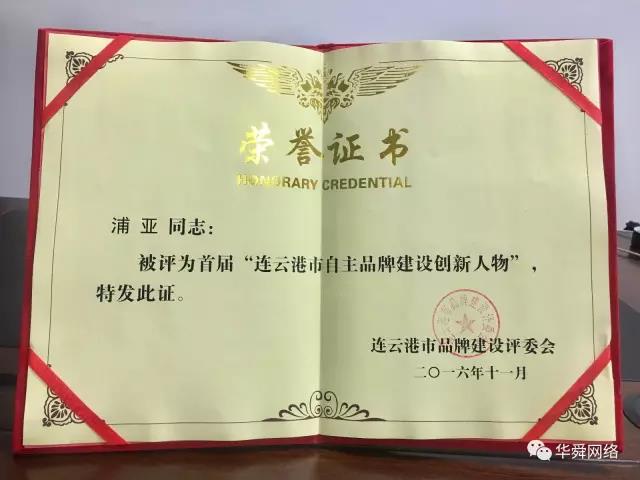 荣誉证书
HONORARY CREDENTIAL
浦亚同志：
被评为首届“连云港市自主品牌建设创新人物”，
特发此证。
连云港市品牌建设评委会
二〇一六年十一月
华舜网络